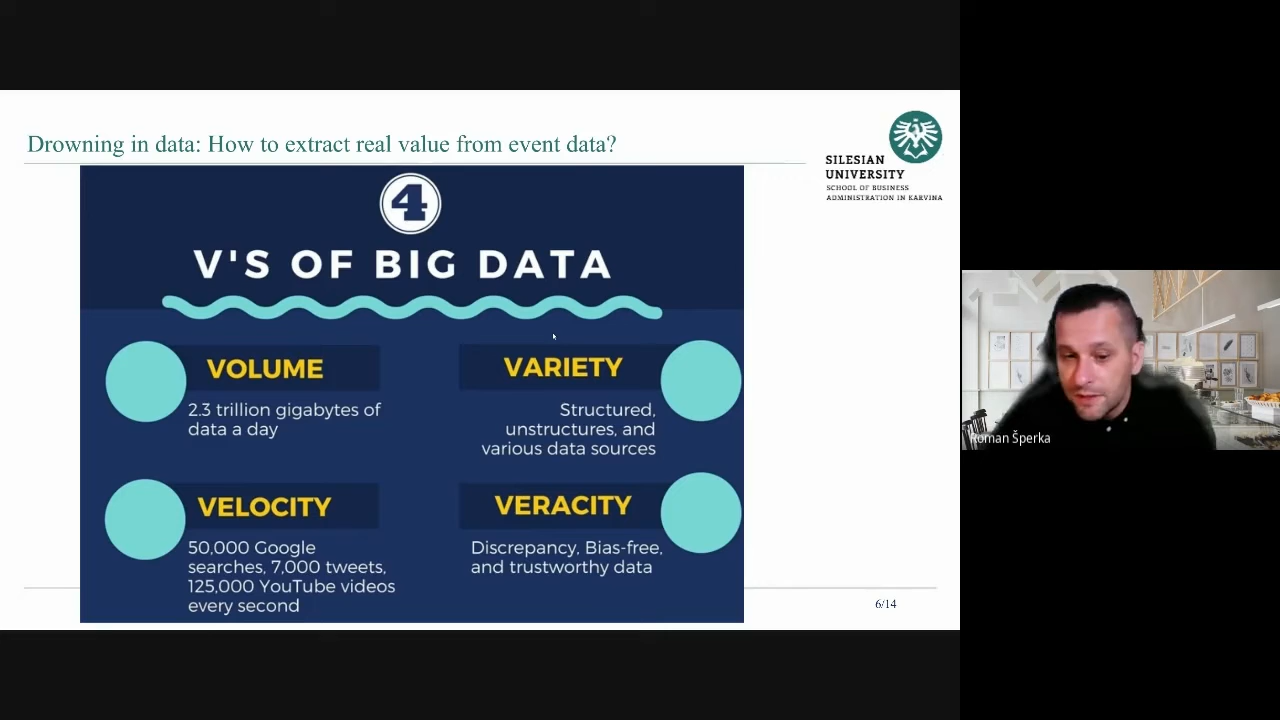 Drowning in data: How to extract real value from event data?
SILESIAN
UNIVERSITY
SCHOOL OF BUSINESS
ADMINISTRATION IN KARVINA
4
V'S OF BIG DATA
VOLUME
2.3 trillion gigabytes of
data a day
VARIETY
Structured,
unstructures, and
various data sources
VELOCITY
50,000 Google
searches, 7,000 tweets,
125,000 YouTube videos
every second
VERACITY
Discrepancy, Bias-free,
and trustworthy data
6/14
Roman Šperka